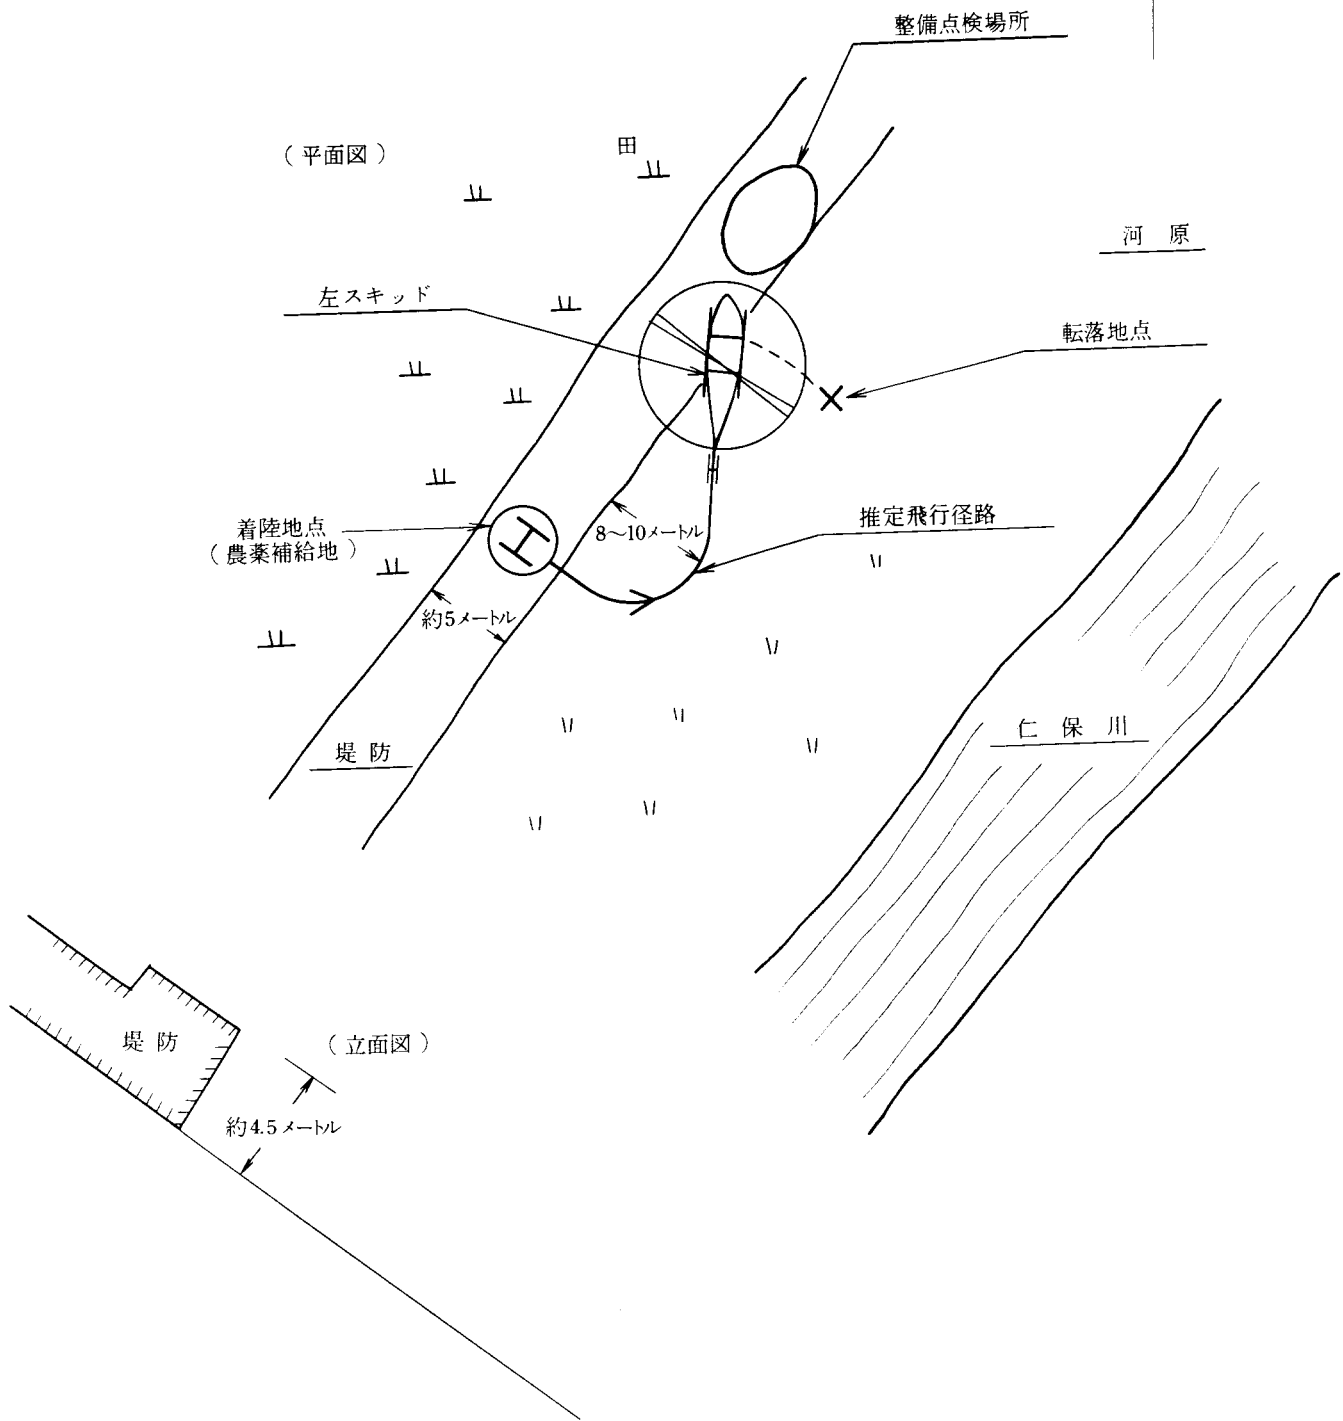 整備点検場所
(平面図)
田
河原
左スキッド
転落地点
着陸地点
(農薬補給地)
8〜10メートル
推定飛行径路
約5メートル
仁保川
堤防
堤防
(立面図)
約4.5メートル